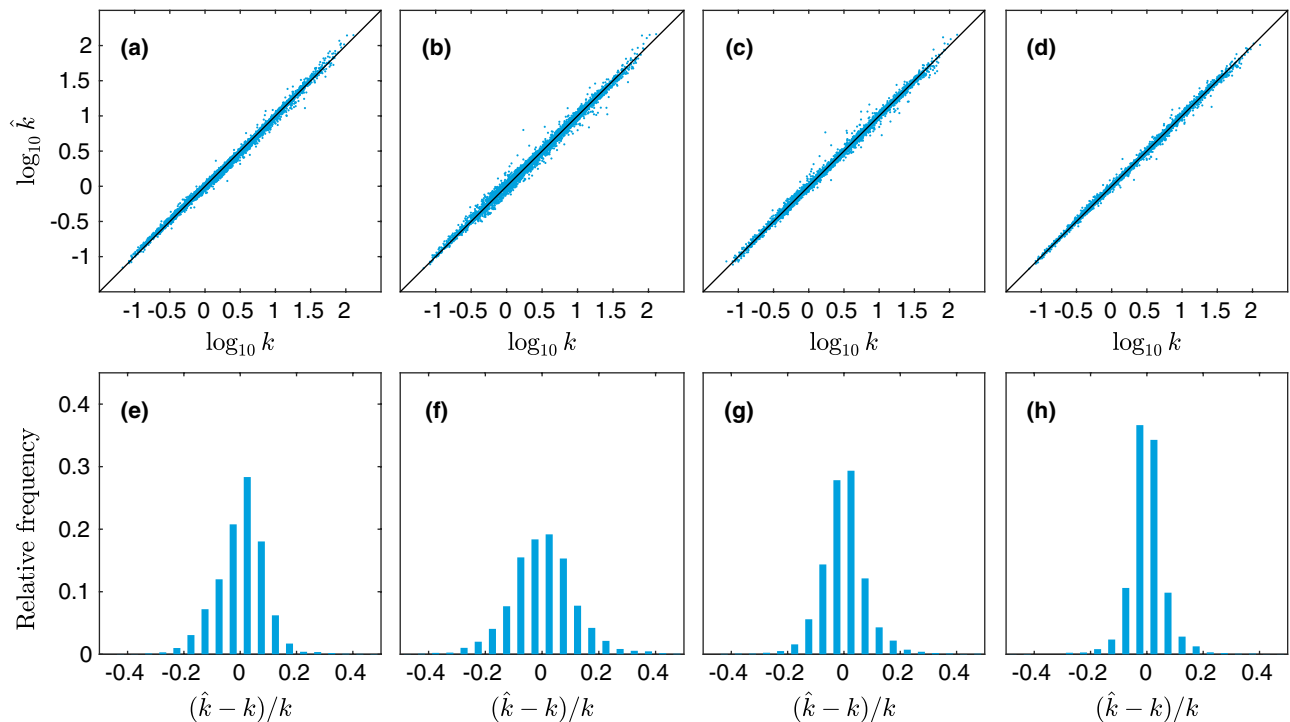 (a) (b) (c) (d)
2
1.5
1
0.5
0
-0.5
-1
log₁₀ k̂
-1 -0.5 0 0.5 1 1.5 2 -1 -0.5 0 0.5 1 1.5 2 -1 -0.5 0 0.5 1 1.5 2 -1 -0.5 0 0.5 1 1.5 2
log₁₀ k log₁₀ k log₁₀ k log₁₀ k
(e) (f) (g) (h)
0.4
0.3
0.2
0.1
0
Relative frequency
-0.4 -0.2 0 0.2 0.4 -0.4 -0.2 0 0.2 0.4 -0.4 -0.2 0 0.2 0.4 -0.4 -0.2 0 0.2 0.4
(k̂ − k)/k (k̂ − k)/k (k̂ − k)/k (k̂ − k)/k